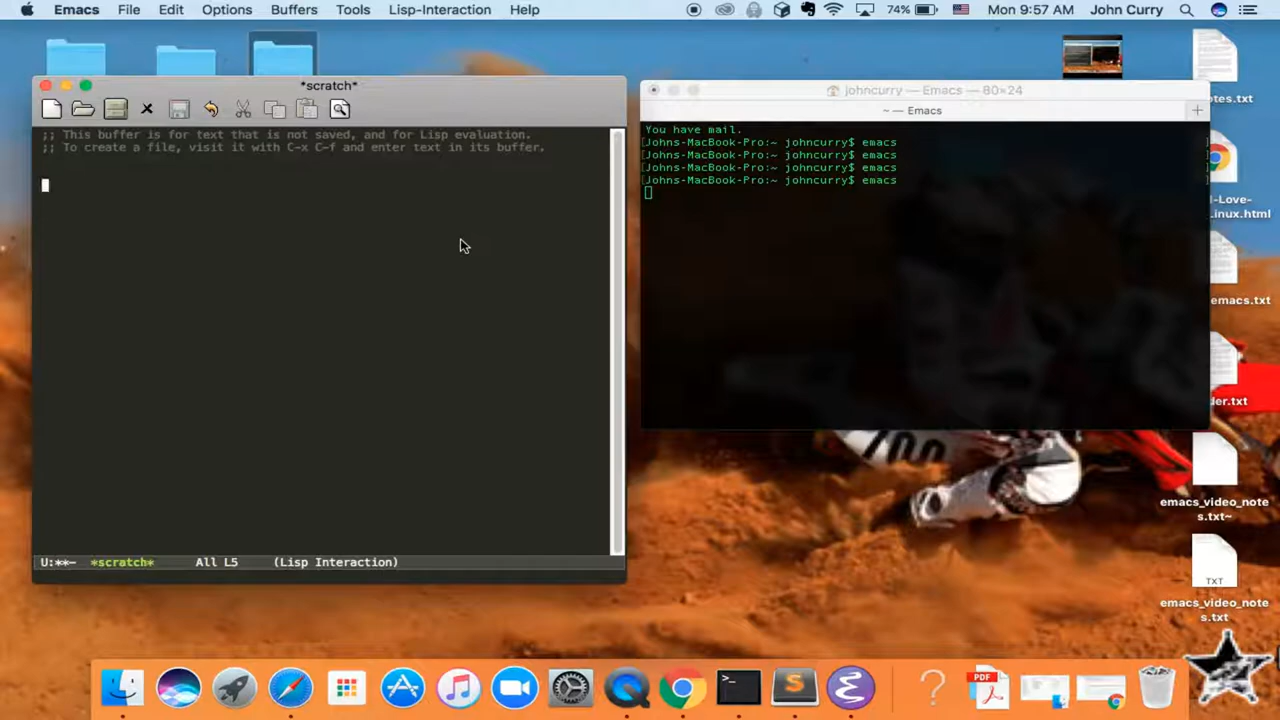 Emacs File Edit Options Buffers Tools Lisp-Interaction Help 74% Mon 9:57 AM John Curry
*scratch*
;; This buffer is for text that is not saved, and for Lisp evaluation.
;; To create a file, visit it with C-x C-f and enter text in its buffer.
U:**- *scratch* All L5 (Lisp Interaction)
johncurry — Emacs — 80×24
~ — Emacs
You have mail.
[Johns-MacBook-Pro:~ johncurry$ emacs ]
[Johns-MacBook-Pro:~ johncurry$ emacs ]
[Johns-MacBook-Pro:~ johncurry$ emacs ]
[Johns-MacBook-Pro:~ johncurry$ emacs ]
otes.txt
-Love-
inux.html
emacs.txt
der.txt
emacs_video_note
s.txt~
TXT
emacs_video_note
s.txt
PDF